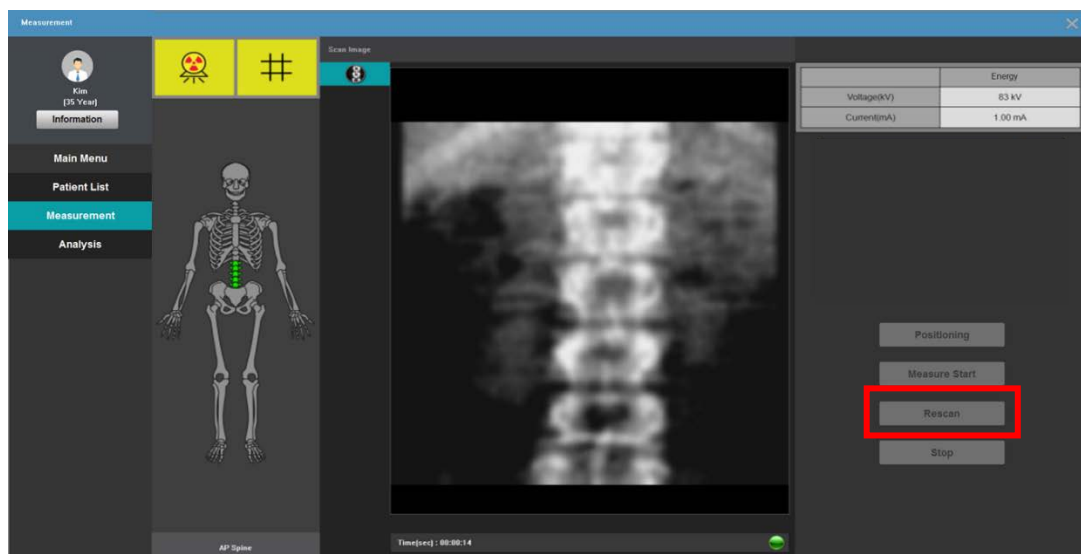 Measurement
Kim
[35 Year]
Information
Main Menu
Patient List
Measurement
Analysis
AP Spine
Scan Image
Time(sec) : 00:00:14
Energy
Voltage(kV) 83 kV
Current(mA) 1.00 mA
Positioning
Measure Start
Rescan
Stop